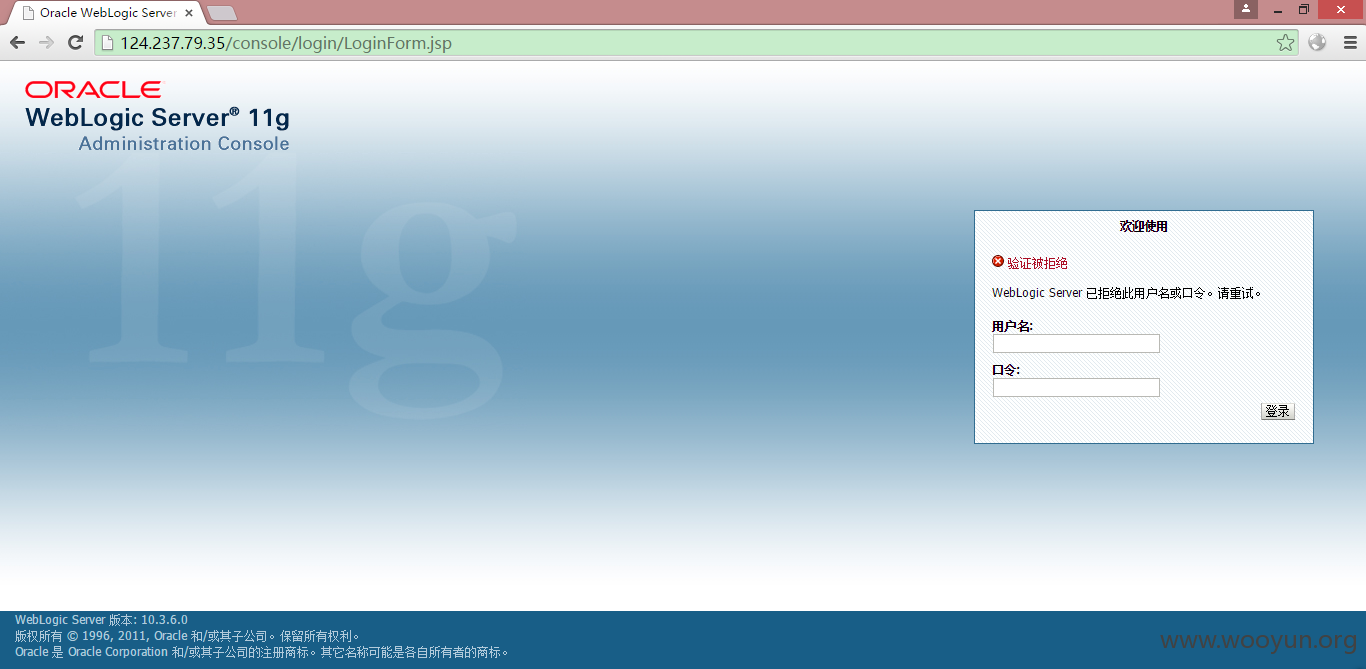 Oracle WebLogic Server
124.237.79.35/console/login/LoginForm.jsp
ORACLE
WebLogic Server® 11g
Administration Console
11g
欢迎使用
验证被拒绝
WebLogic Server 已拒绝此用户名或口令。请重试。
用户名:
口令:
登录
WebLogic Server 版本: 10.3.6.0
版权所有 © 1996, 2011, Oracle 和/或其子公司。保留所有权利。
Oracle 是 Oracle Corporation 和/或其子公司的注册商标。其它名称可能是各自所有者的商标。
www.wooyun.org